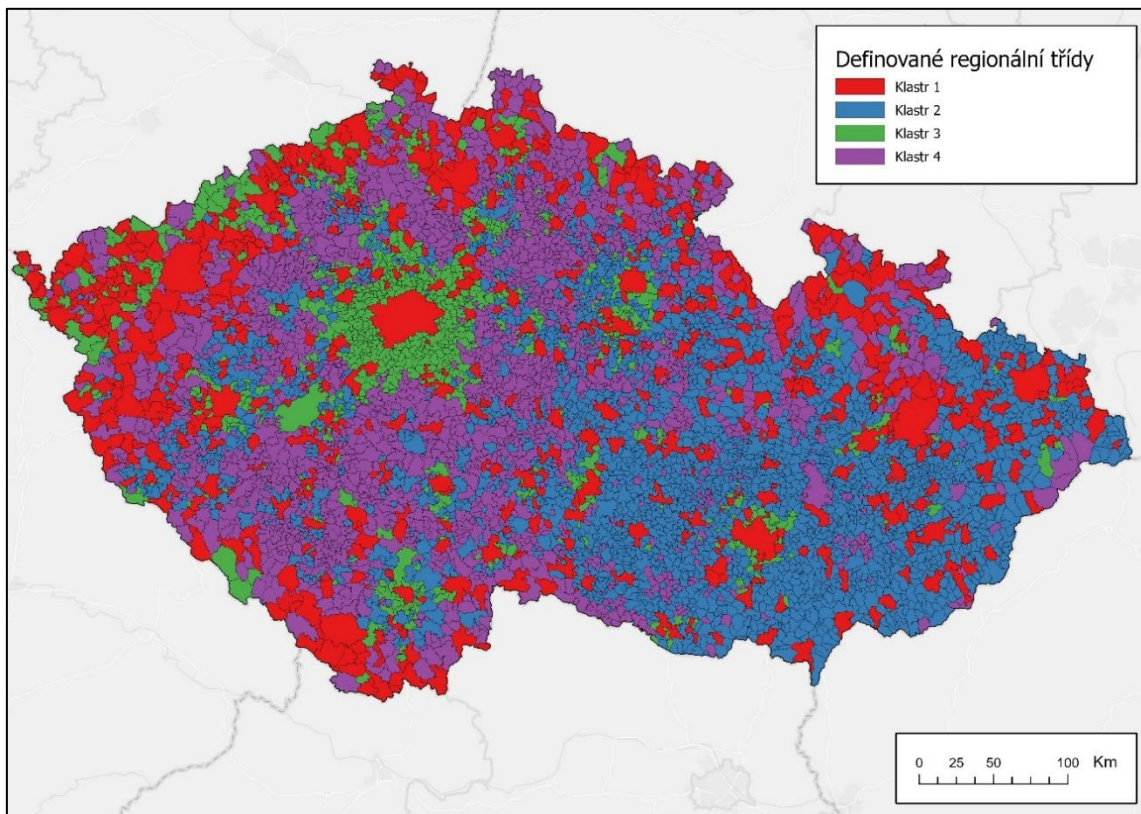 Definované regionální třídy
Klastr 1
Klastr 2
Klastr 3
Klastr 4
0 25 50 100 Km